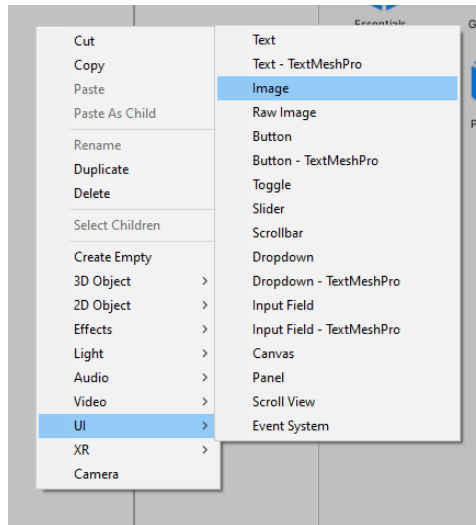 Cut
Copy
Paste
Paste As Child
Rename
Duplicate
Delete
Select Children
Create Empty
3D Object
2D Object
Effects
Light
Audio
Video
UI
XR
Camera
Text
Text - TextMeshPro
Image
Raw Image
Button
Button - TextMeshPro
Toggle
Slider
Scrollbar
Dropdown
Dropdown - TextMeshPro
Input Field
Input Field - TextMeshPro
Canvas
Panel
Scroll View
Event System
Essentials
G
P